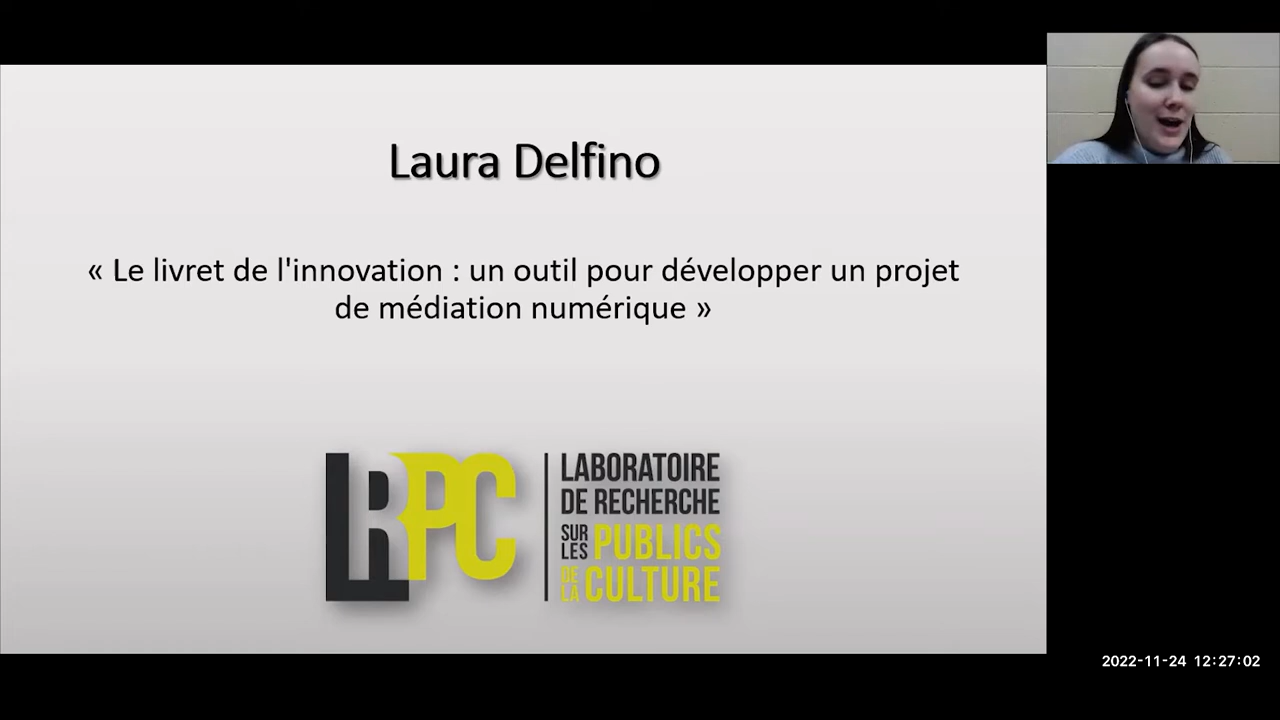 Laura Delfino
« Le livret de l'innovation : un outil pour développer un projet
de médiation numérique »
LRPC
LABORATOIRE
DE RECHERCHE
SUR LES PUBLICS
DE LA CULTURE
2022-11-24 12:27:02